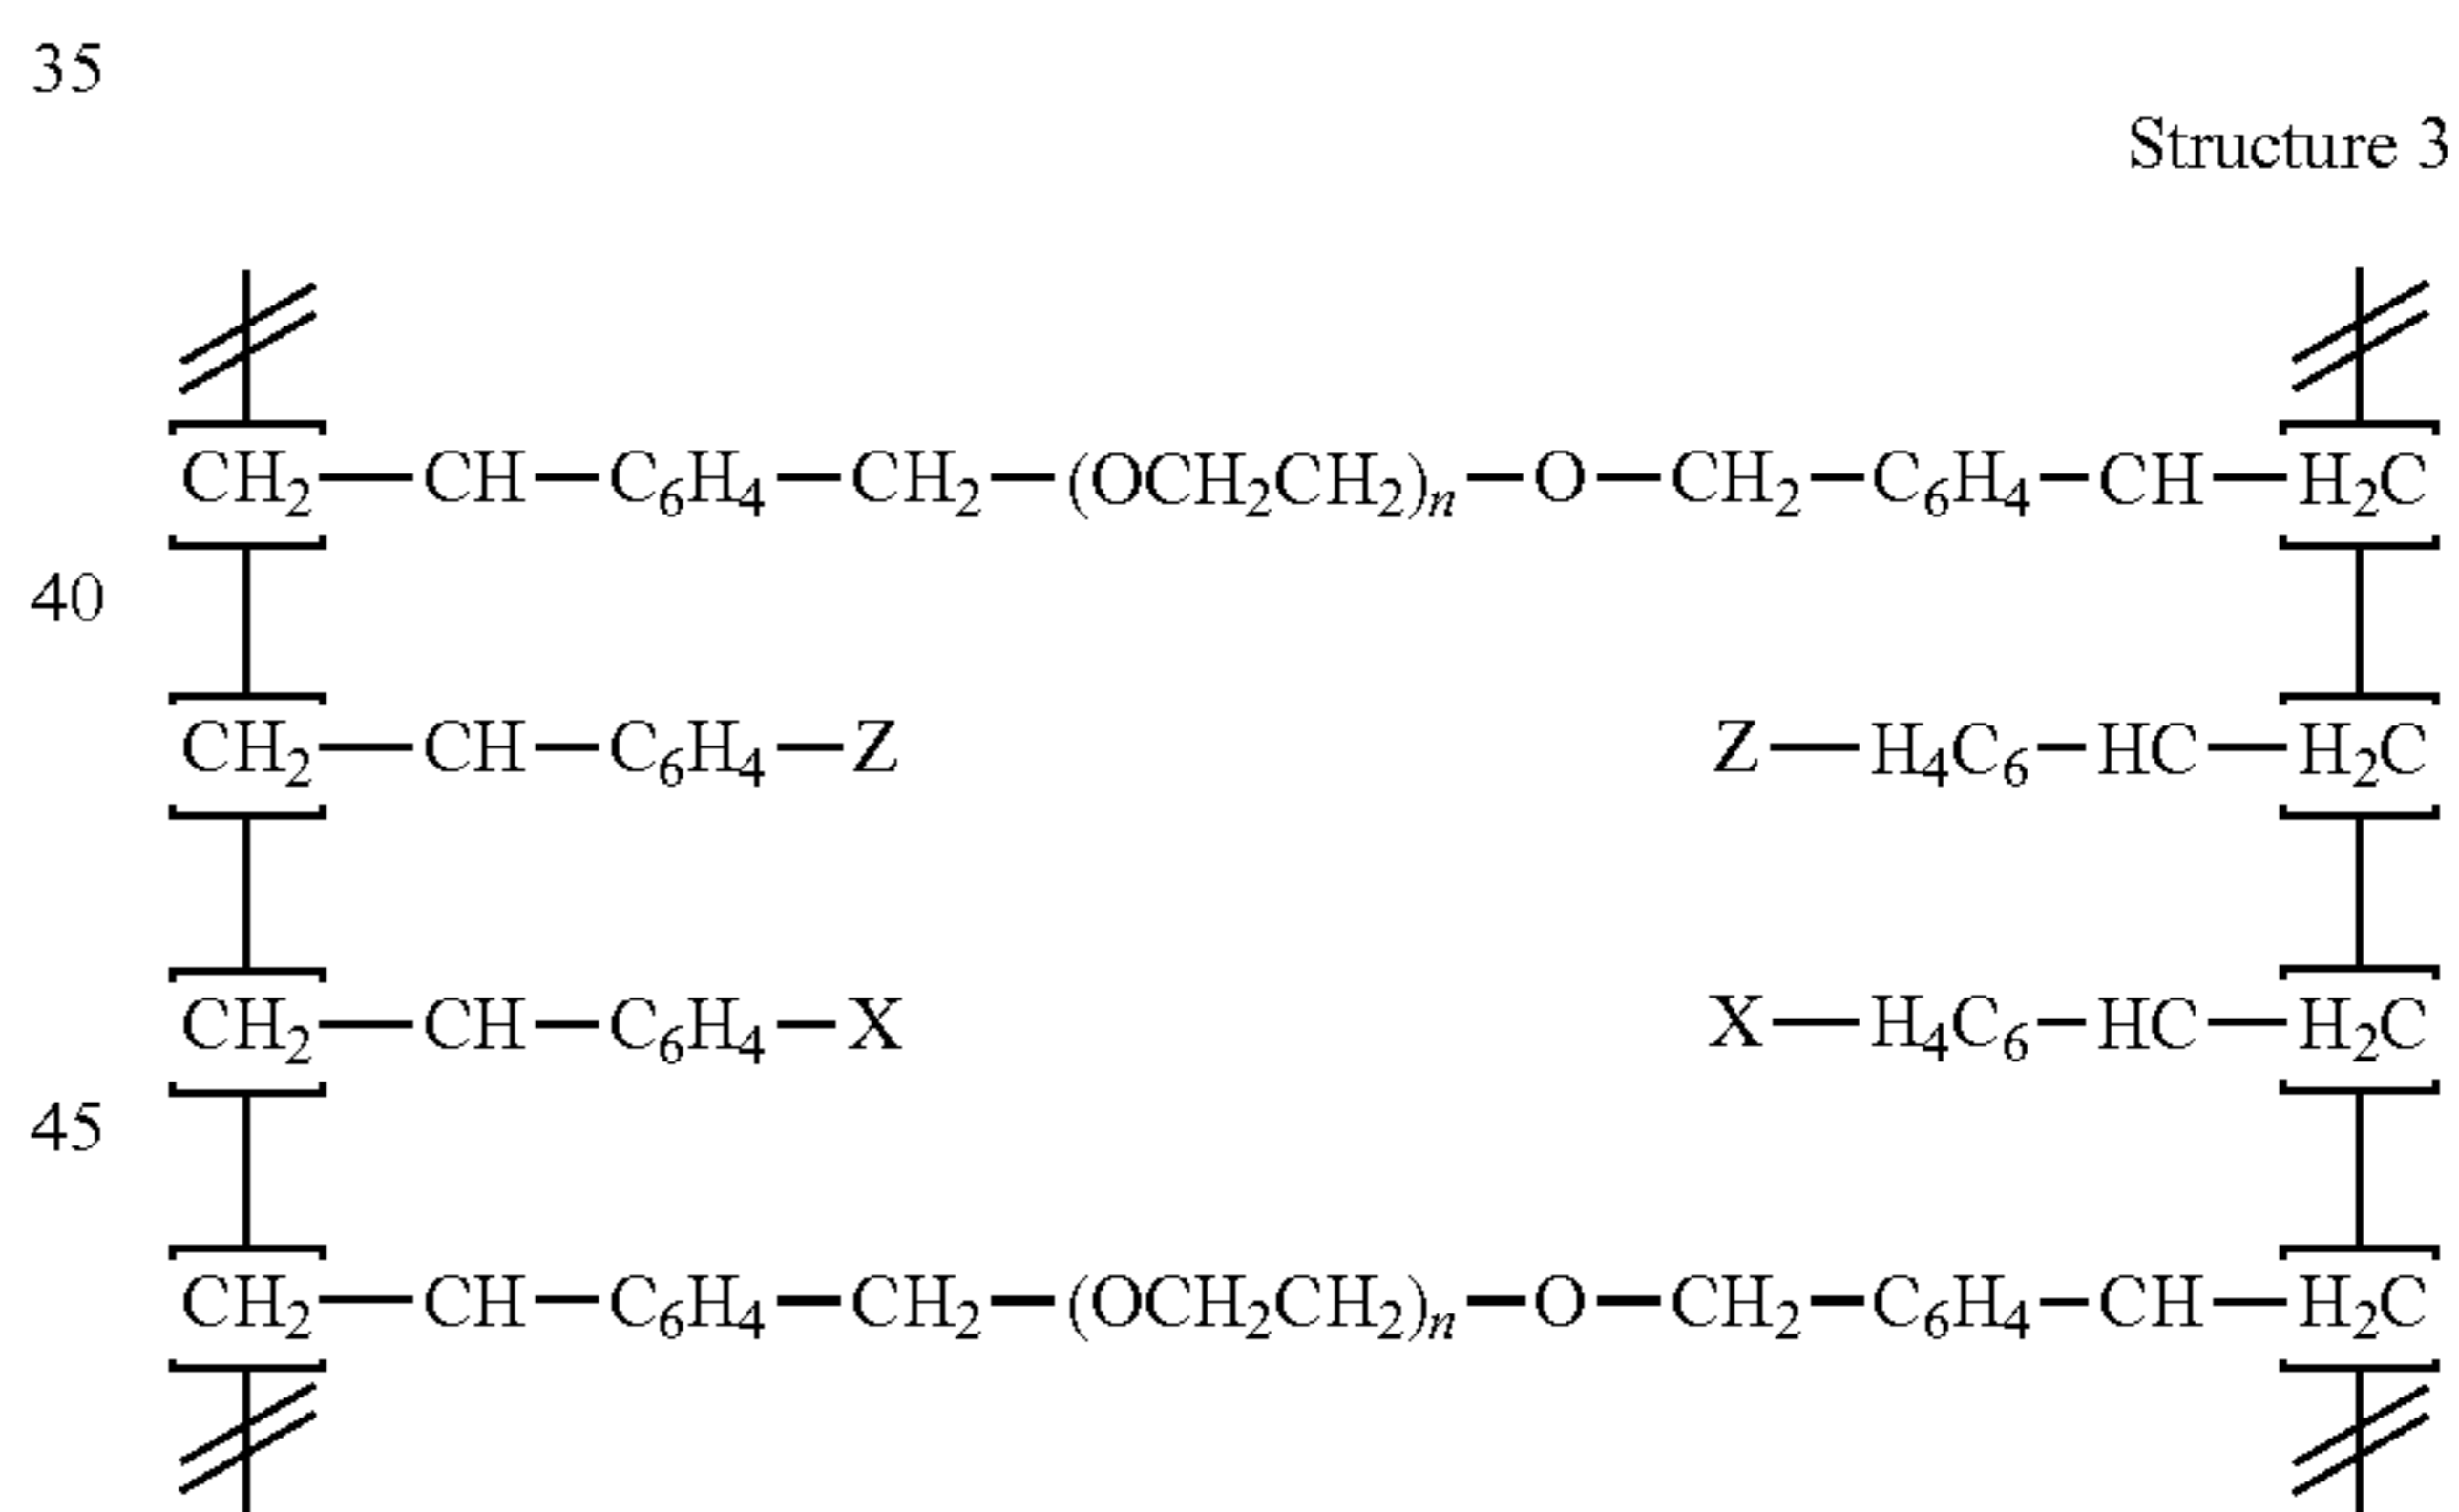 35
Structure 3
CH₂—CH—C₆H₄—CH₂—(OCH₂CH₂)ₙ—O—CH₂—C₆H₄—CH—H₂C
40
CH₂—CH—C₆H₄—Z Z—H₄C₆—HC—H₂C
CH₂—CH—C₆H₄—X X—H₄C₆—HC—H₂C
45
CH₂—CH—C₆H₄—CH₂—(OCH₂CH₂)ₙ—O—CH₂—C₆H₄—CH—H₂C